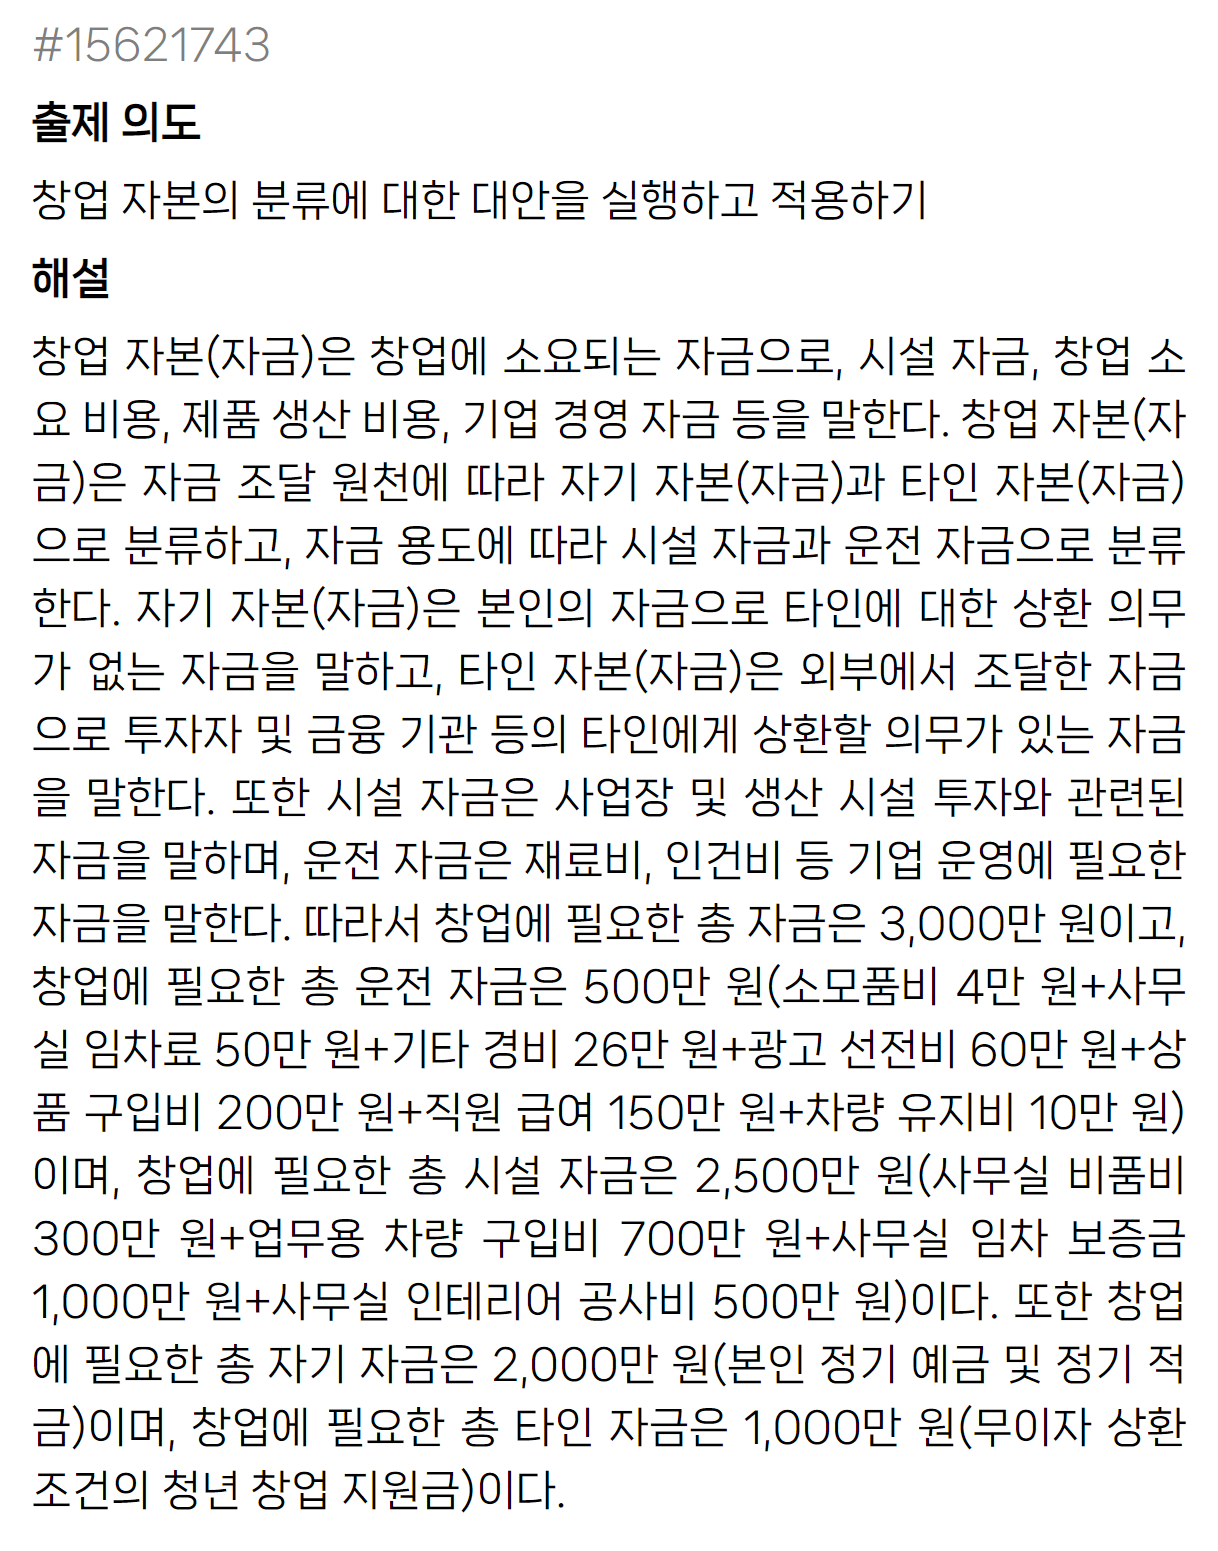 #15621743
출제 의도
창업 자본의 분류에 대한 대안을 실행하고 적용하기
해설
창업 자본(자금)은 창업에 소요되는 자금으로, 시설 자금, 창업 소
요 비용, 제품 생산 비용, 기업 경영 자금 등을 말한다. 창업 자본(자
금)은 자금 조달 원천에 따라 자기 자본(자금)과 타인 자본(자금)
으로 분류하고, 자금 용도에 따라 시설 자금과 운전 자금으로 분류
한다. 자기 자본(자금)은 본인의 자금으로 타인에 대한 상환 의무
가 없는 자금을 말하고, 타인 자본(자금)은 외부에서 조달한 자금
으로 투자자 및 금융 기관 등의 타인에게 상환할 의무가 있는 자금
을 말한다. 또한 시설 자금은 사업장 및 생산 시설 투자와 관련된
자금을 말하며, 운전 자금은 재료비, 인건비 등 기업 운영에 필요한
자금을 말한다. 따라서 창업에 필요한 총 자금은 3,000만 원이고,
창업에 필요한 총 운전 자금은 500만 원(소모품비 4만 원+사무
실 임차료 50만 원+기타 경비 26만 원+광고 선전비 60만 원+상
품 구입비 200만 원+직원 급여 150만 원+차량 유지비 10만 원)
이며, 창업에 필요한 총 시설 자금은 2,500만 원(사무실 비품비
300만 원+업무용 차량 구입비 700만 원+사무실 임차 보증금
1,000만 원+사무실 인테리어 공사비 500만 원)이다. 또한 창업
에 필요한 총 자기 자금은 2,000만 원(본인 정기 예금 및 정기 적
금)이며, 창업에 필요한 총 타인 자금은 1,000만 원(무이자 상환
조건의 청년 창업 지원금)이다.